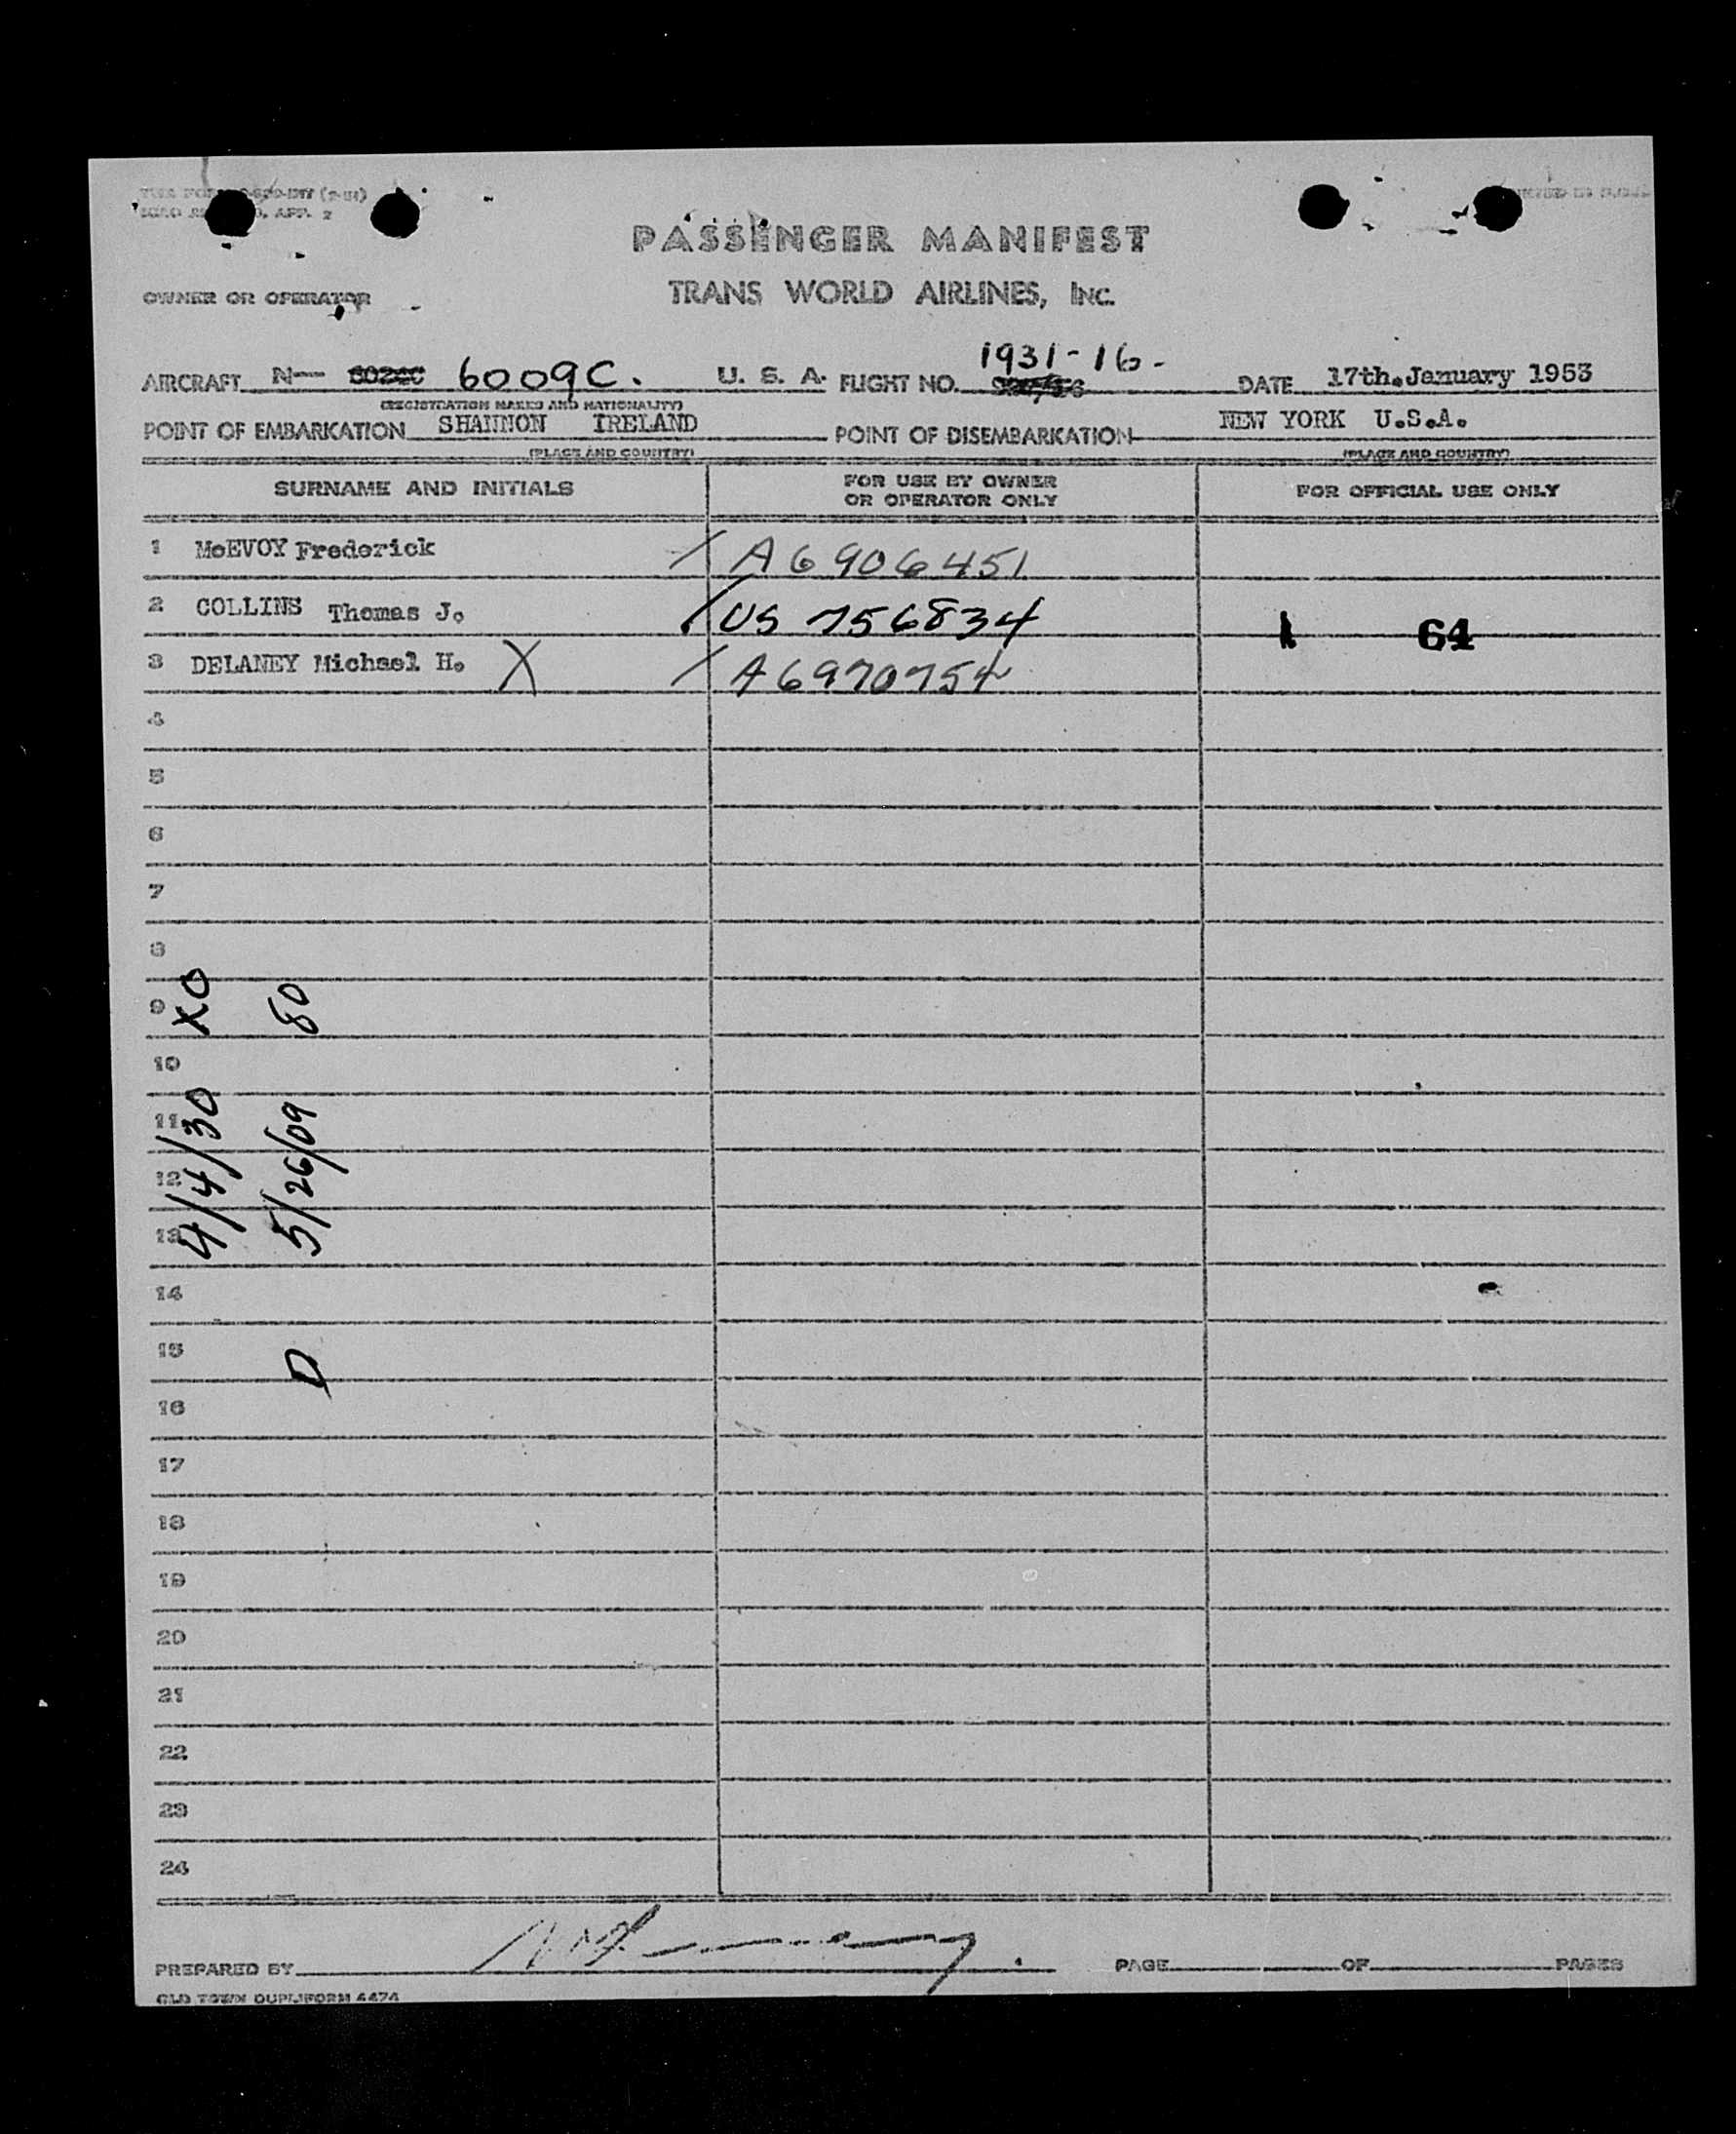 PASSENGER MANIFEST
OWNER OR OPERATOR TRANS WORLD AIRLINES, INC.
AIRCRAFT N— 6009C. U. S. A. FLIGHT NO. 1931-16- DATE 17th.January 1953
(REGISTRATION MARKS AND NATIONALITY)
POINT OF EMBARKATION SHANNON IRELAND POINT OF DISEMBARKATION NEW YORK U.S.A.
(PLACE AND COUNTRY) (PLACE AND COUNTRY)
SURNAME AND INITIALS FOR USE BY OWNER OR OPERATOR ONLY FOR OFFICIAL USE ONLY
1 McEVOY Frederick / A6906451
2 COLLINS Thomas J. / US 756834 1 64
3 DELANEY Michael H. X / A6970754
4
5
6
7
8
9
10
11
12
13
14
15
16
17
18
19
20
21
22
23
24
4/4/30 XO
D 5/26/09 80
PREPARED BY PAGE OF PAGES
OLD TOWN DUPLIFORM 4474